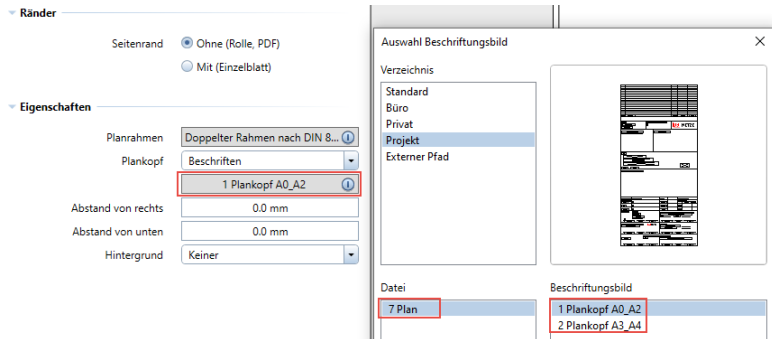 Ränder
Seitenrand
Ohne (Rolle, PDF)
Mit (Einzelblatt)
Eigenschaften
Planrahmen
Doppelter Rahmen nach DIN 8...
Plankopf
Beschriften
1 Plankopf A0_A2
Abstand von rechts
0.0 mm
Abstand von unten
0.0 mm
Hintergrund
Keiner
Auswahl Beschriftungsbild
Verzeichnis
Standard
Büro
Privat
Projekt
Externer Pfad
Datei
7 Plan
Beschriftungsbild
1 Plankopf A0_A2
2 Plankopf A3_A4